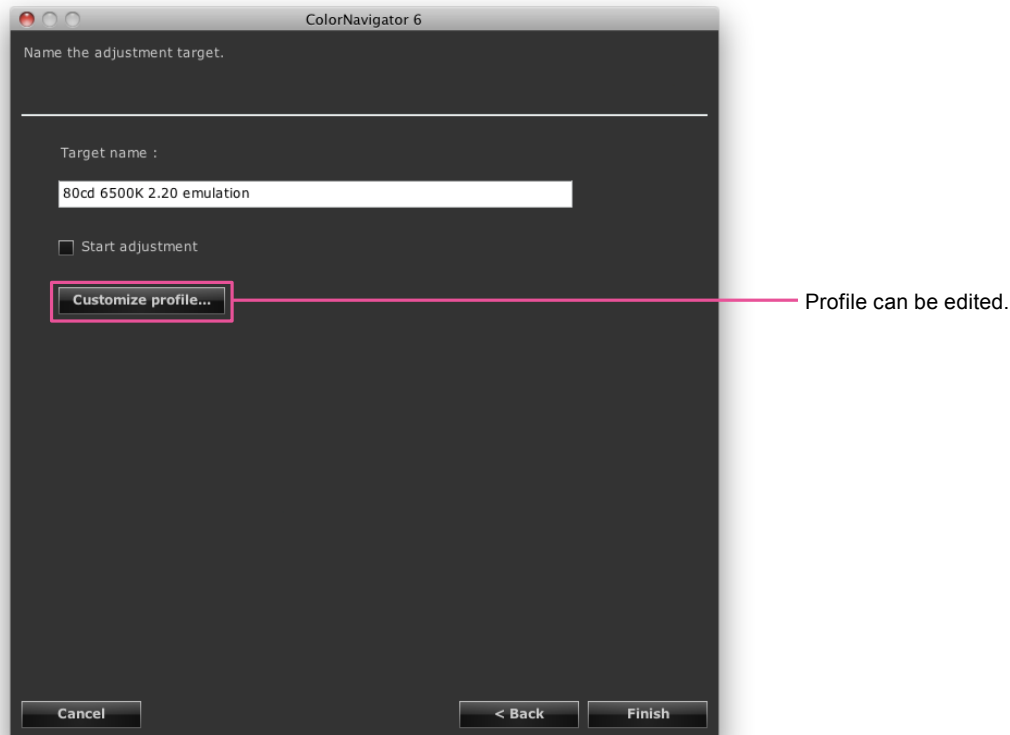 ColorNavigator 6
Name the adjustment target.
Target name :
80cd 6500K 2.20 emulation
Start adjustment
Customize profile...
Profile can be edited.
Cancel
< Back
Finish